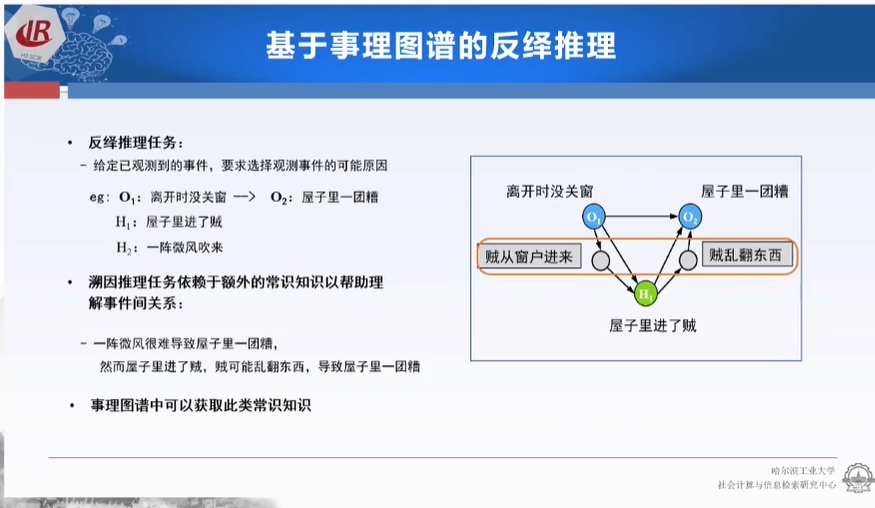 基于事理图谱的反绎推理
• 反绎推理任务：
– 给定已观测到的事件，要求选择观测事件的可能原因
eg: O₁：离开时没关窗 —> O₂：屋子里一团糟
H₁：屋子里进了贼
H₂：一阵微风吹来
• 溯因推理任务依赖于额外的常识知识以帮助理
解事件间关系：
– 一阵微风很难导致屋子里一团糟，
然而屋子里进了贼，贼可能乱翻东西，导致屋子里一团糟
• 事理图谱中可以获取此类常识知识
离开时没关窗 屋子里一团糟
O₁ O₂
贼从窗户进来 贼乱翻东西
H₁
屋子里进了贼
哈尔滨工业大学
社会计算与信息检索研究中心